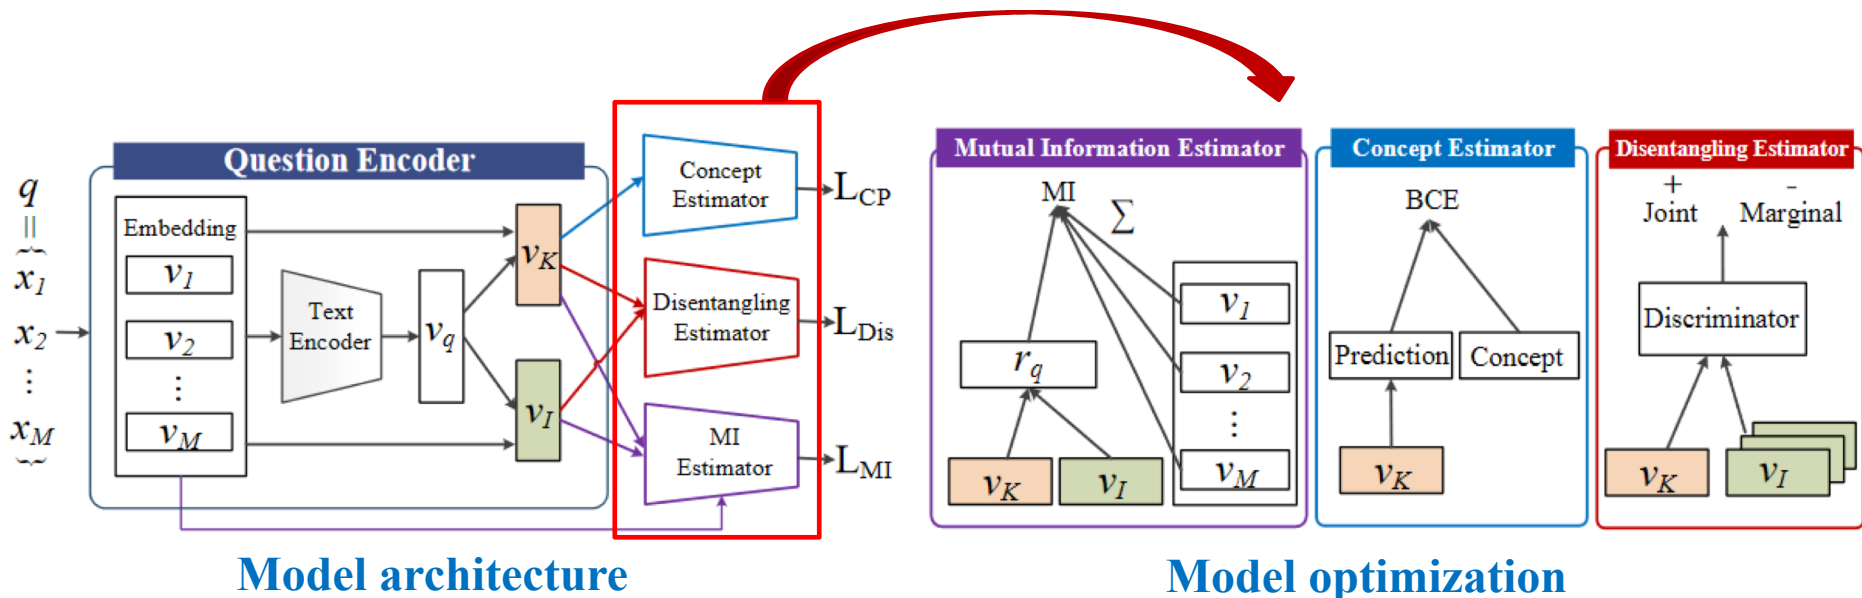 Question Encoder
q
=
x1
x2
⋮
xM
Embedding
v1
v2
⋮
vM
Text
Encoder
vq
vK
vI
Concept
Estimator
LCP
Disentangling
Estimator
LDis
MI
Estimator
LMI
Model architecture
Mutual Information Estimator
MI
∑
rq
vK
vI
v1
v2
⋮
vM
Concept Estimator
BCE
Prediction
Concept
vK
Disentangling Estimator
+
-
Joint
Marginal
Discriminator
vK
vI
Model optimization